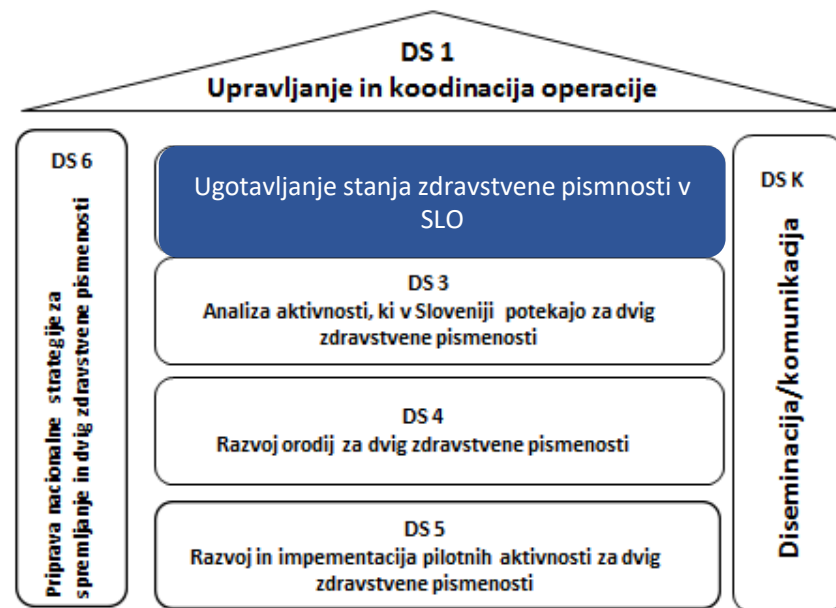 DS 1
Upravljanje in koodinacija operacije
DS 6
Priprava nacionalne strategije za
spremljanje in dvig zdravstvene pismenosti
Ugotavljanje stanja zdravstvene pismnosti v
SLO
DS 3
Analiza aktivnosti, ki v Sloveniji potekajo za dvig
zdravstvene pismenosti
DS 4
Razvoj orodij za dvig zdravstvene pismenosti
DS 5
Razvoj in impementacija pilotnih aktivnosti za dvig
zdravstvene pismenosti
DS K
Diseminacija/komunikacija